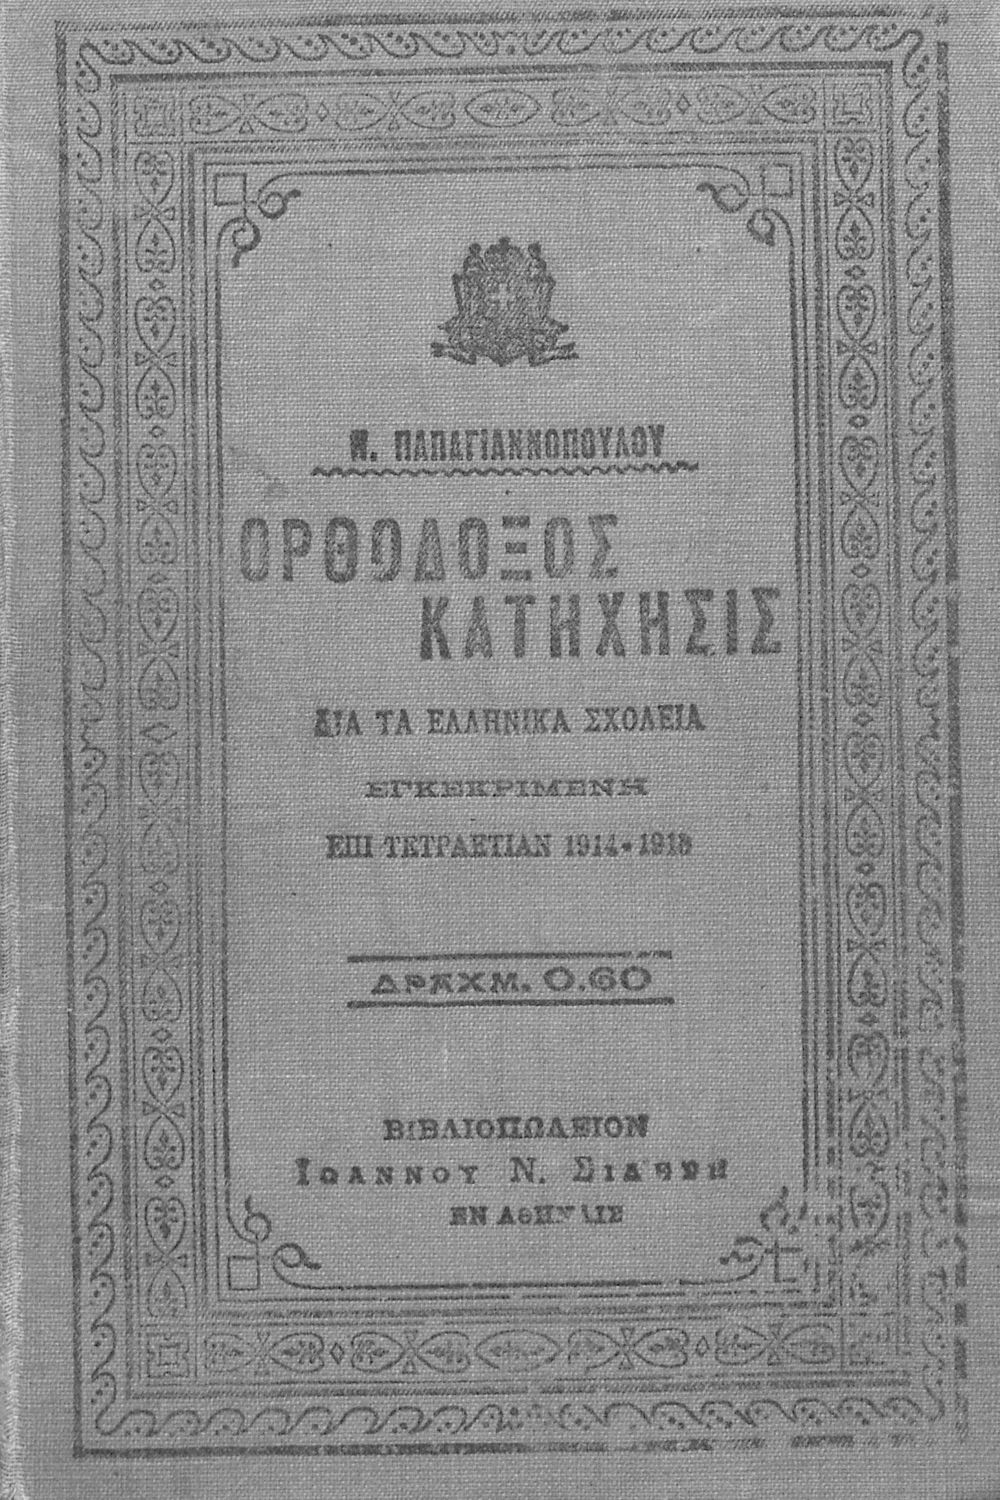 Ν. ΠΑΠΑΓΙΑΝΝΟΠΟΥΛΟΥ
ΟΡΘΟΔΟΞΟΣ
ΚΑΤΗΧΗΣΙΣ
ΔΙΑ ΤΑ ΕΛΛΗΝΙΚΑ ΣΧΟΛΕΙΑ
ΕΓΚΕΚΡΙΜΕΝΗ
ΕΠΙ ΤΕΤΡΑΕΤΙΑΝ 1914-1918
ΔΡΑΧΜ. 0.60
ΒΙΒΛΙΟΠΩΛΕΙΟΝ
ΙΩΑΝΝΟΥ Ν. ΣΙΔΕΡΗ
ΕΝ ΑΘΗΝΑΙΣ